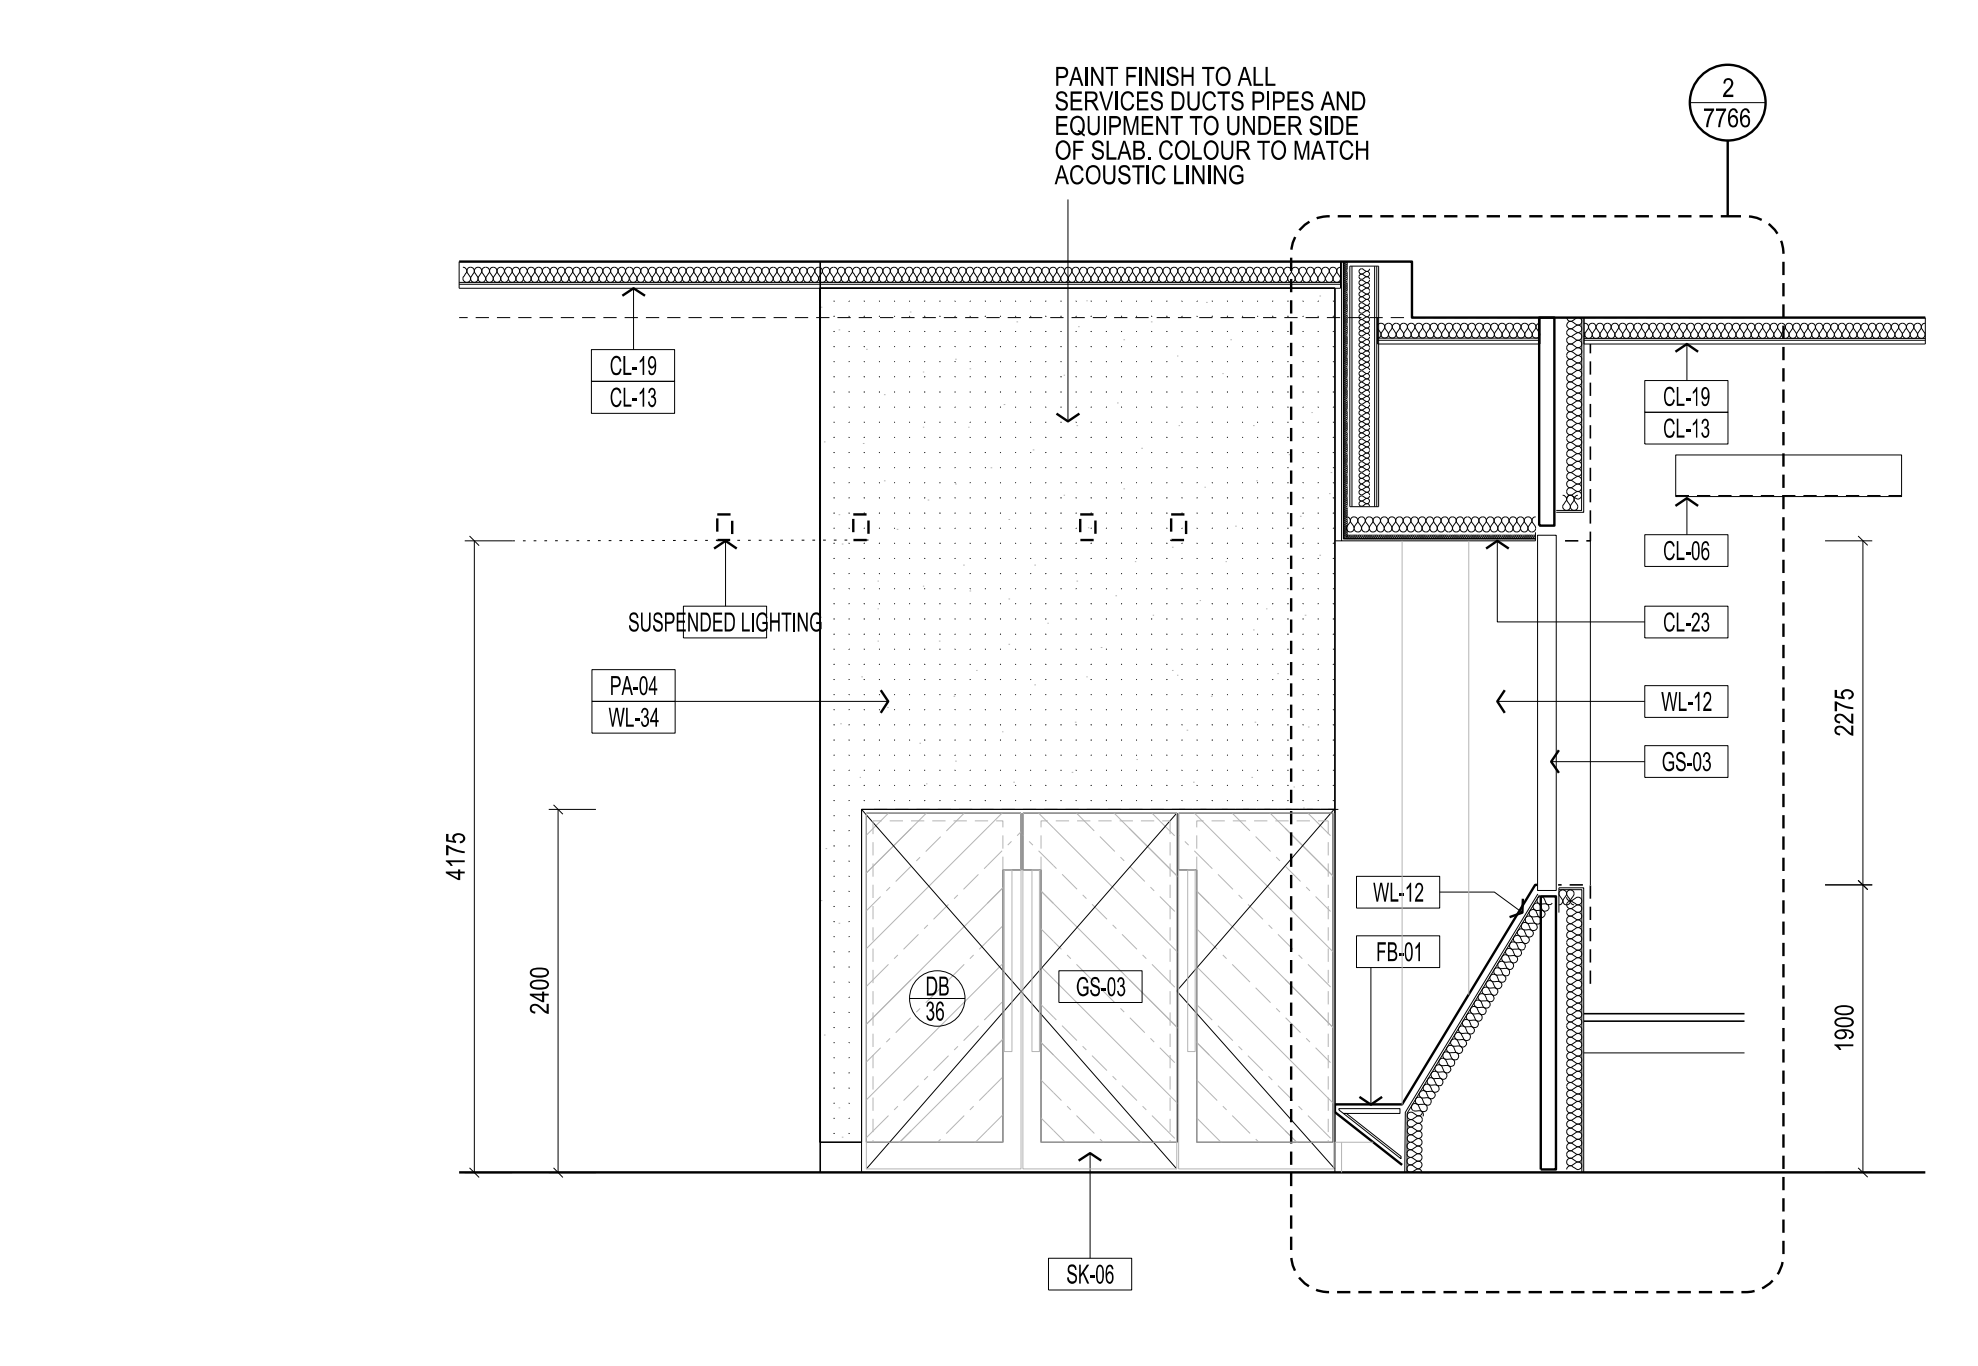 PAINT FINISH TO ALL
SERVICES DUCTS PIPES AND
EQUIPMENT TO UNDER SIDE
OF SLAB. COLOUR TO MATCH
ACOUSTIC LINING
2
7766
CL-19
CL-13
CL-19
CL-13
CL-06
SUSPENDED LIGHTING
CL-23
PA-04
WL-34
WL-12
2275
GS-03
4175
WL-12
FB-01
2400
DB
36
GS-03
1900
SK-06